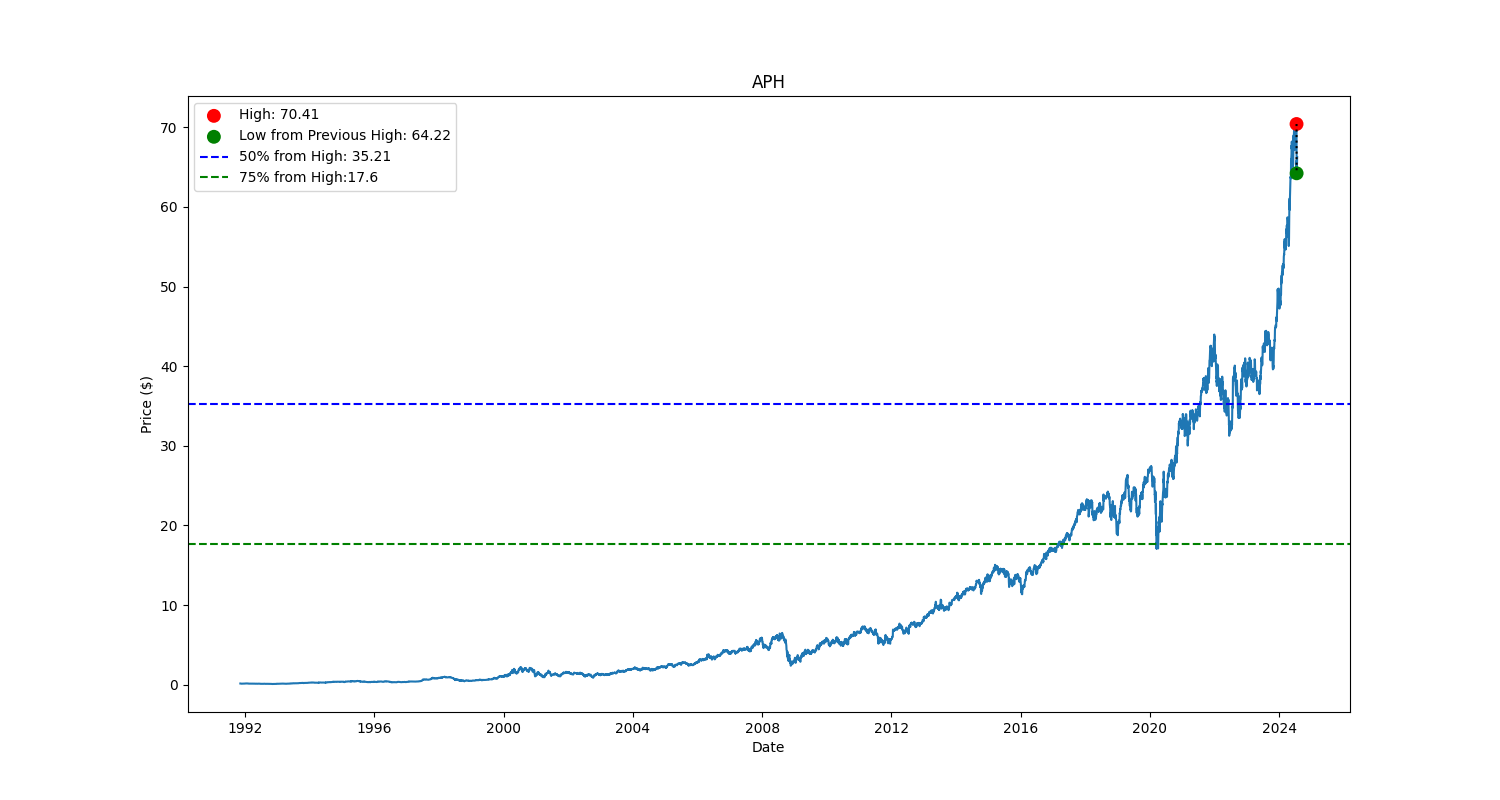 APH
High: 70.41
Low from Previous High: 64.22
50% from High: 35.21
75% from High:17.6
70
60
50
40
30
20
10
0
Price ($)
1992 1996 2000 2004 2008 2012 2016 2020 2024
Date